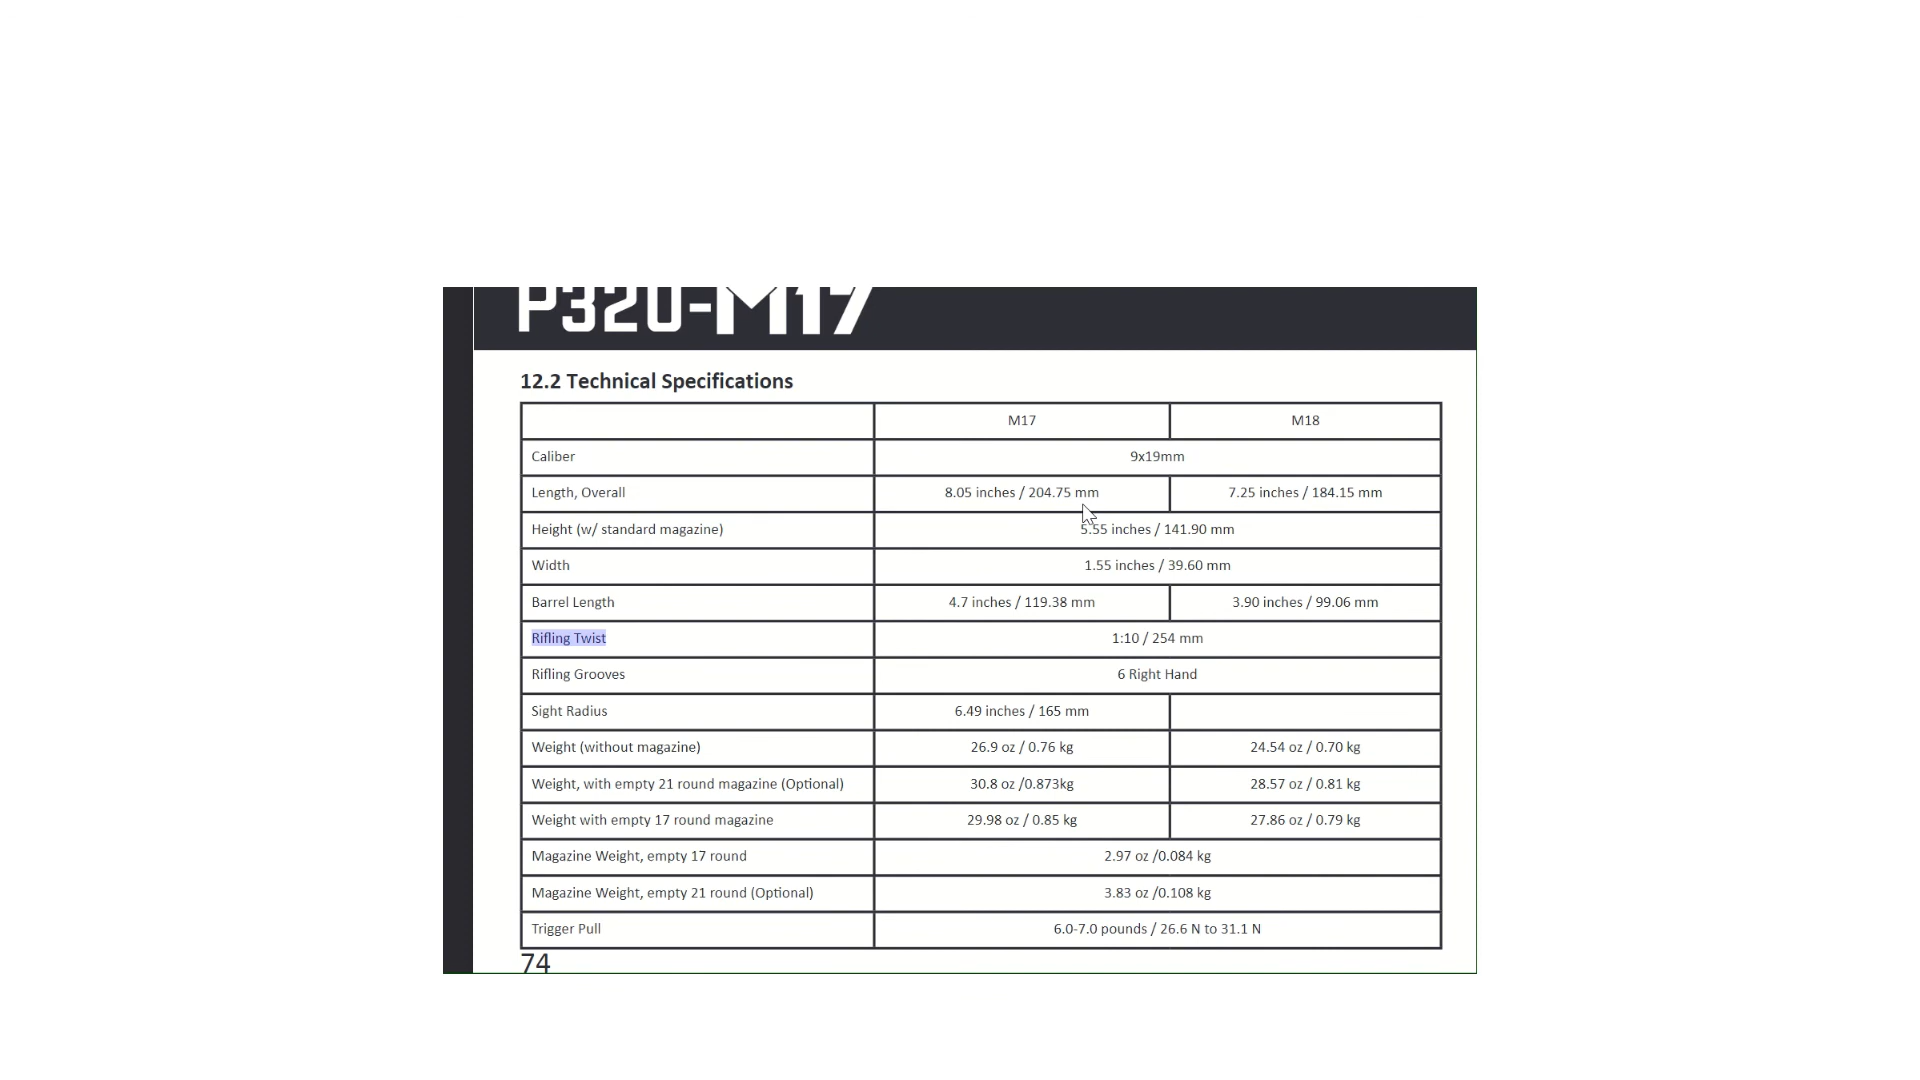 P320-M17
12.2 Technical Specifications
M17 M18
Caliber 9x19mm
Length, Overall 8.05 inches / 204.75 mm 7.25 inches / 184.15 mm
Height (w/ standard magazine) 5.55 inches / 141.90 mm
Width 1.55 inches / 39.60 mm
Barrel Length 4.7 inches / 119.38 mm 3.90 inches / 99.06 mm
Rifling Twist 1:10 / 254 mm
Rifling Grooves 6 Right Hand
Sight Radius 6.49 inches / 165 mm
Weight (without magazine) 26.9 oz / 0.76 kg 24.54 oz / 0.70 kg
Weight, with empty 21 round magazine (Optional) 30.8 oz /0.873kg 28.57 oz / 0.81 kg
Weight with empty 17 round magazine 29.98 oz / 0.85 kg 27.86 oz / 0.79 kg
Magazine Weight, empty 17 round 2.97 oz /0.084 kg
Magazine Weight, empty 21 round (Optional) 3.83 oz /0.108 kg
Trigger Pull 6.0-7.0 pounds / 26.6 N to 31.1 N
74